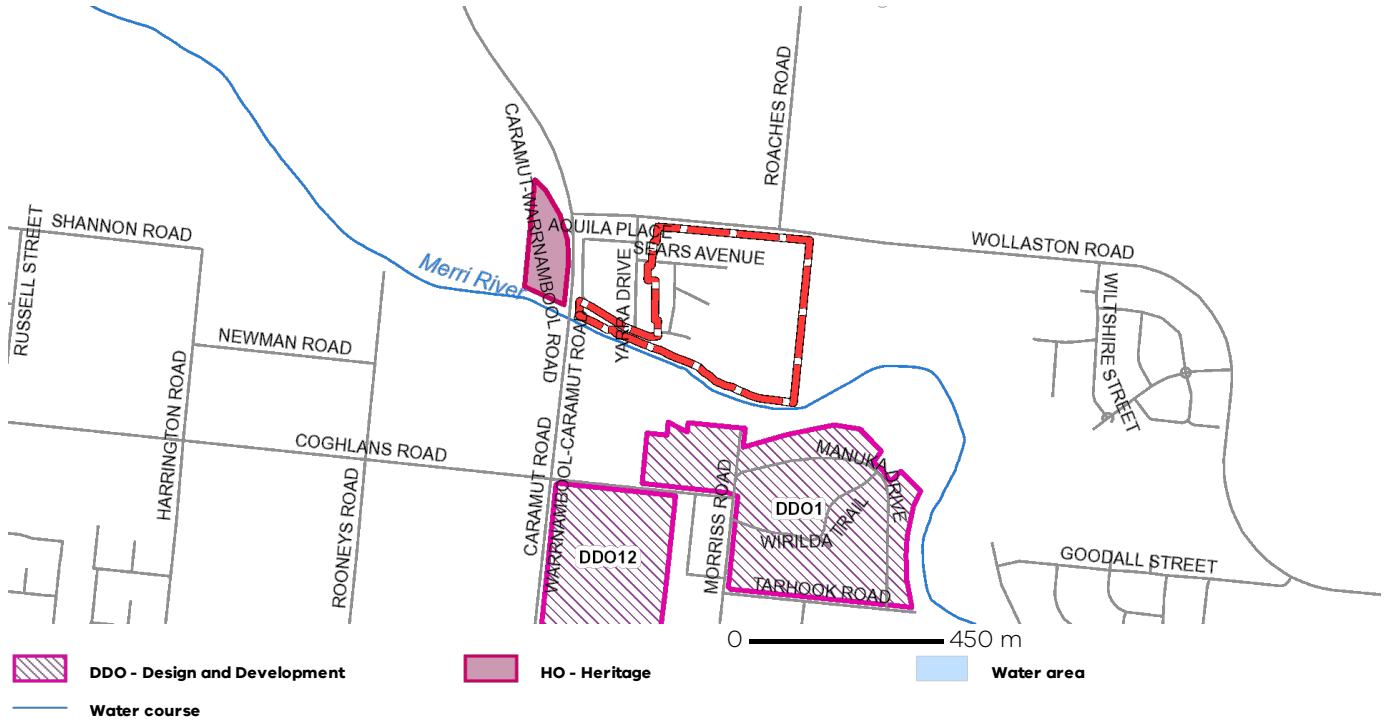 ROACHES ROAD
CARAMUT-WARRNAMBOOL ROAD
RUSSELL STREET
SHANNON ROAD
AQUILA PLACE
SEARS AVENUE
WOLLASTON ROAD
Merri River
YARRA DRIVE
WILTSHIRE STREET
NEWMAN ROAD
HARRINGTON ROAD
WARRNAMBOOL-CARAMUT ROAD
COGHLANS ROAD
CARAMUT ROAD
ROONEYS ROAD
MORRISS ROAD
MANUKA DRIVE
DDO1
WIRILDA TRAIL
DDO12
TARHOOK ROAD
GOODALL STREET
0 450 m
DDO - Design and Development
HO - Heritage
Water area
Water course